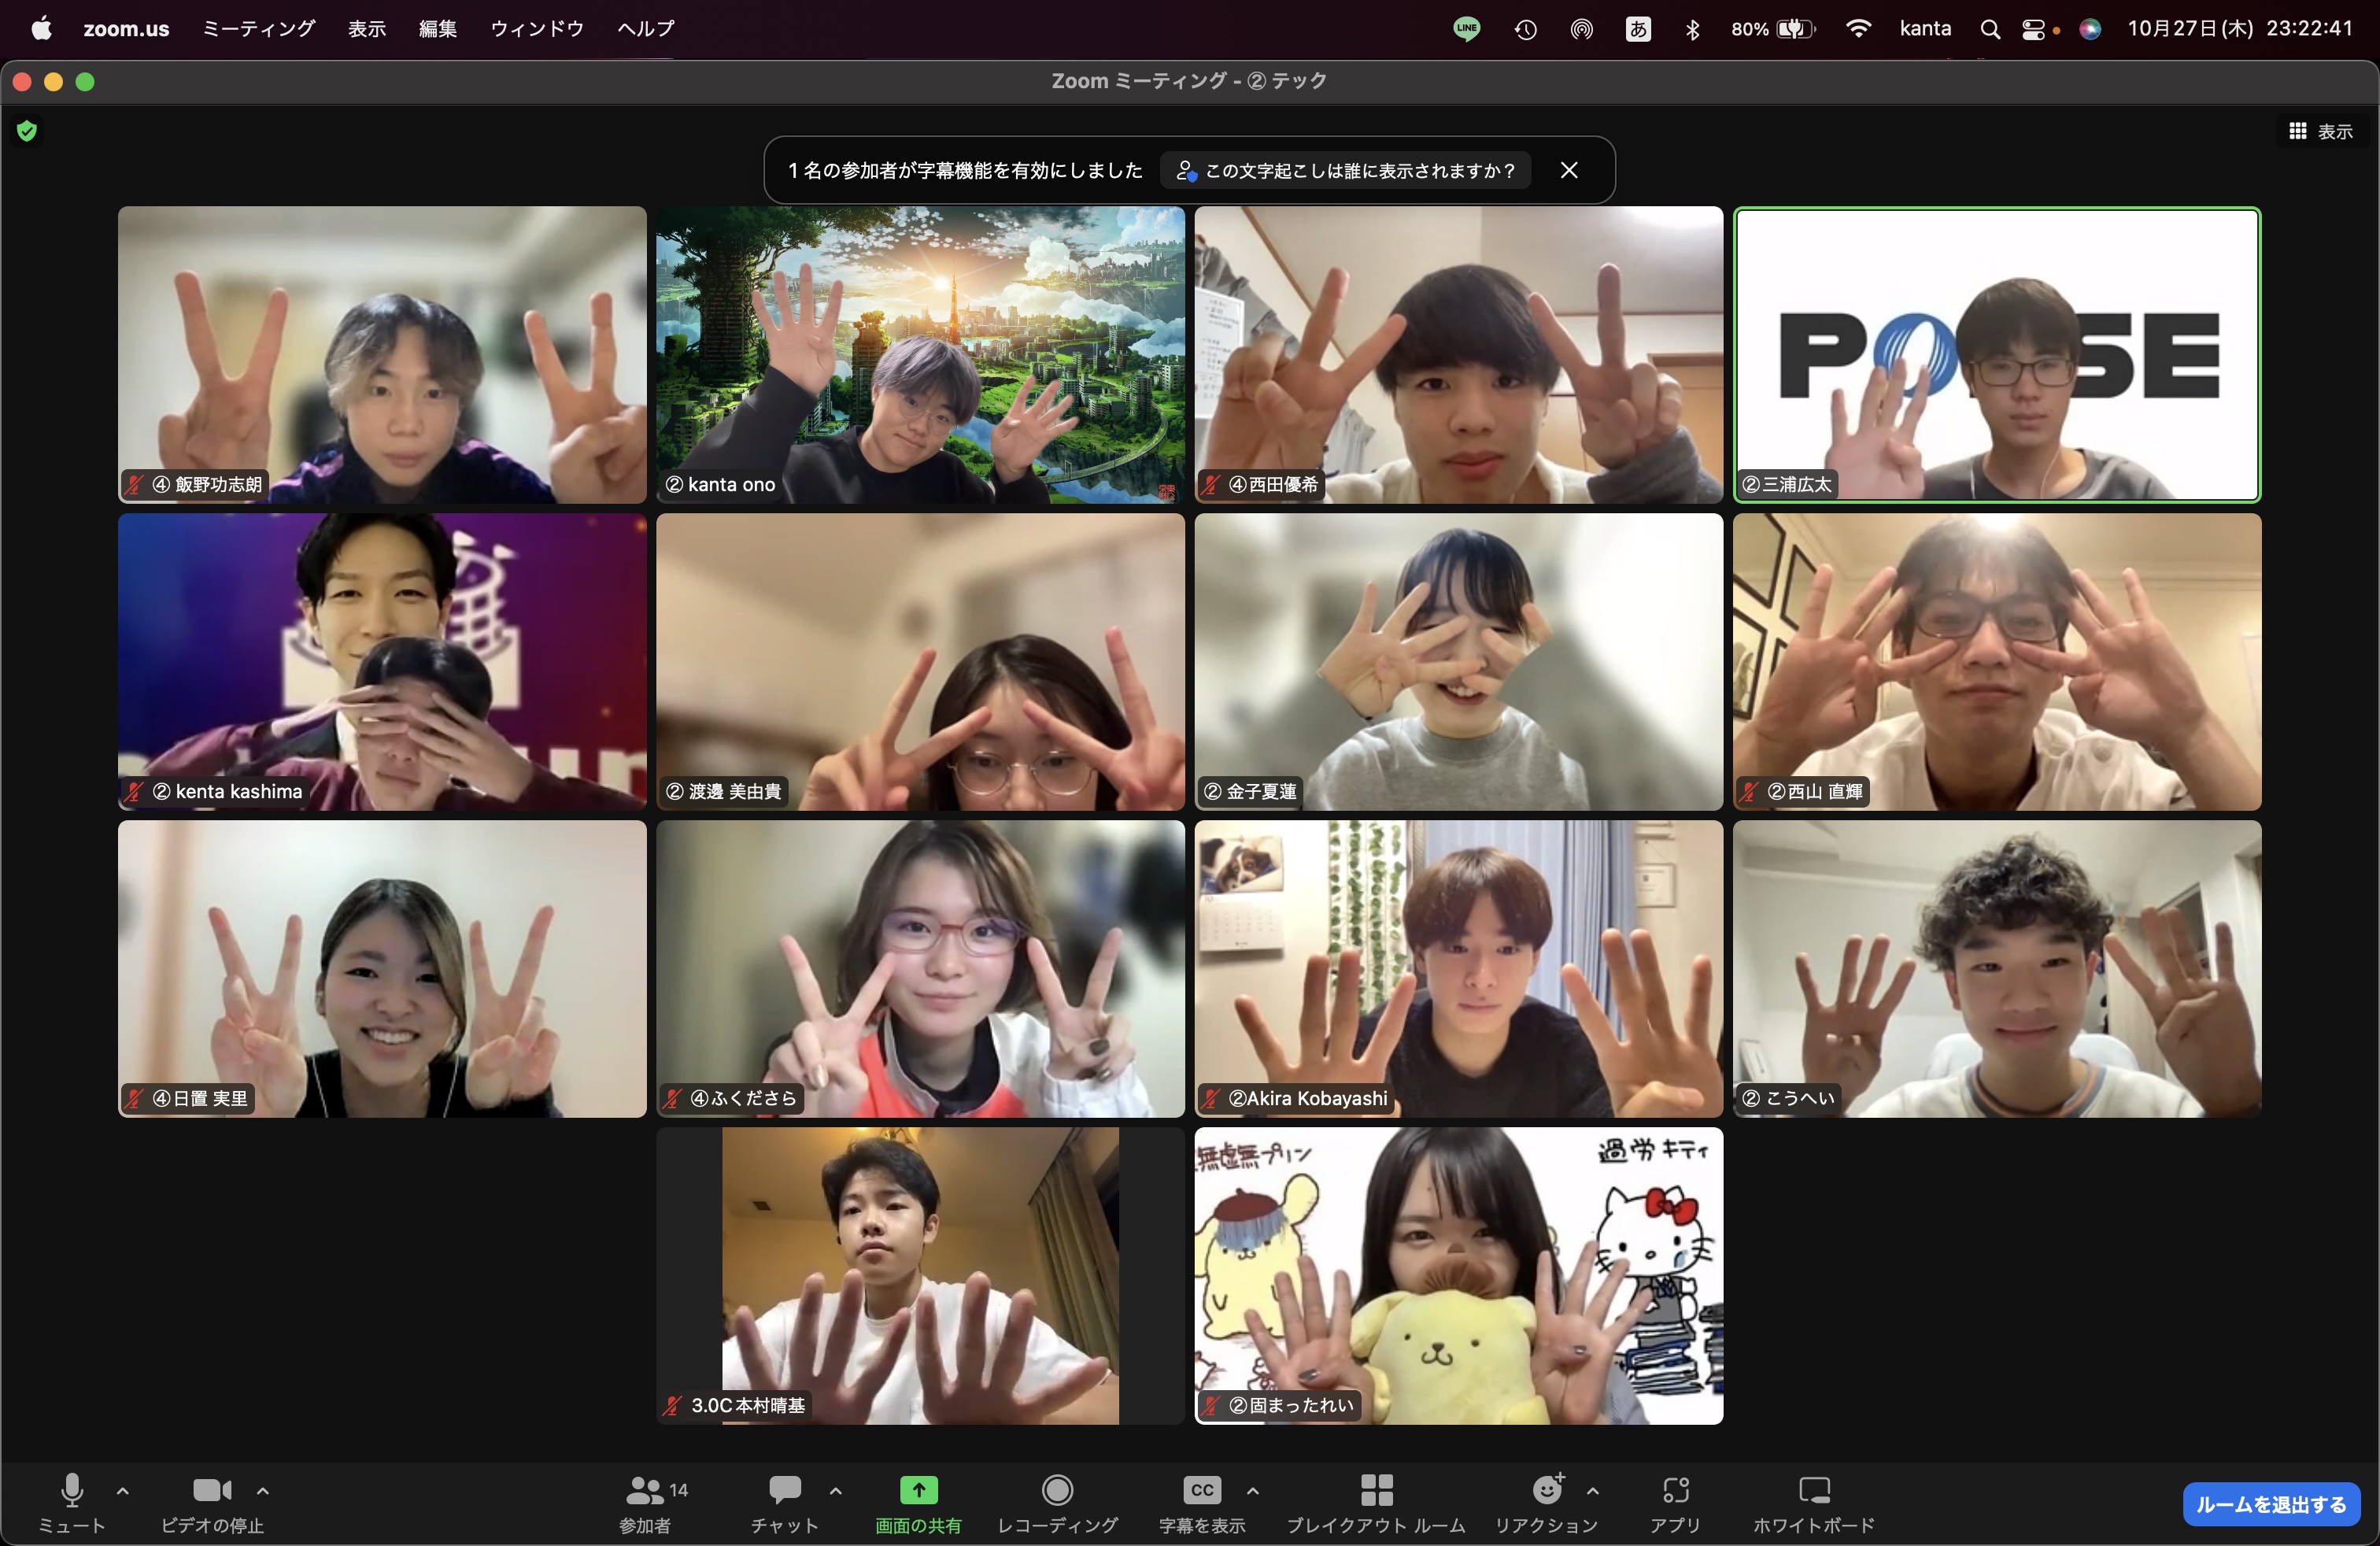 zoom.us ミーティング 表示 編集 ウィンドウ ヘルプ LINE あ 80% kanta 10月27日(木) 23:22:41
Zoom ミーティング - ② テック
表示
1 名の参加者が字幕機能を有効にしました この文字起こしは誰に表示されますか？
④ 飯野功志朗
② kanta ono
④西田優希
POSSE
②三浦広太
② kenta kashima
② 渡邊 美由貴
② 金子夏蓮
②西山 直輝
④日置 実里
④ふくださら
②Akira Kobayashi
② こうへい
3.0C本村晴基
無虚無プリン
過労キティ
②固まったれい
14
CC
ミュート ビデオの停止 参加者 チャット 画面の共有 レコーディング 字幕を表示 ブレイクアウト ルーム リアクション アプリ ホワイトボード ルームを退出する